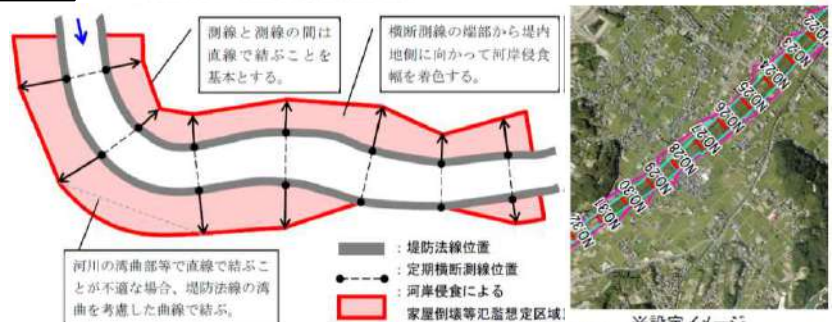 測線と測線の間は
直線で結ぶことを
基本とする。
横断測線の端部から堤内
地側に向かって河岸侵食
幅を着色する。
河川の湾曲部等で直線で結ぶこ
とが不適な場合、堤防法線の湾
曲を考慮した曲線で結ぶ。
：堤防法線位置
：定期横断測線位置
：河岸侵食による
家屋倒壊等氾濫想定区域
NO.22
NO.23
NO.24
NO.25
NO.26
NO.27
NO.28
NO.29
NO.30
NO.31
NO.32
※設定イメージ